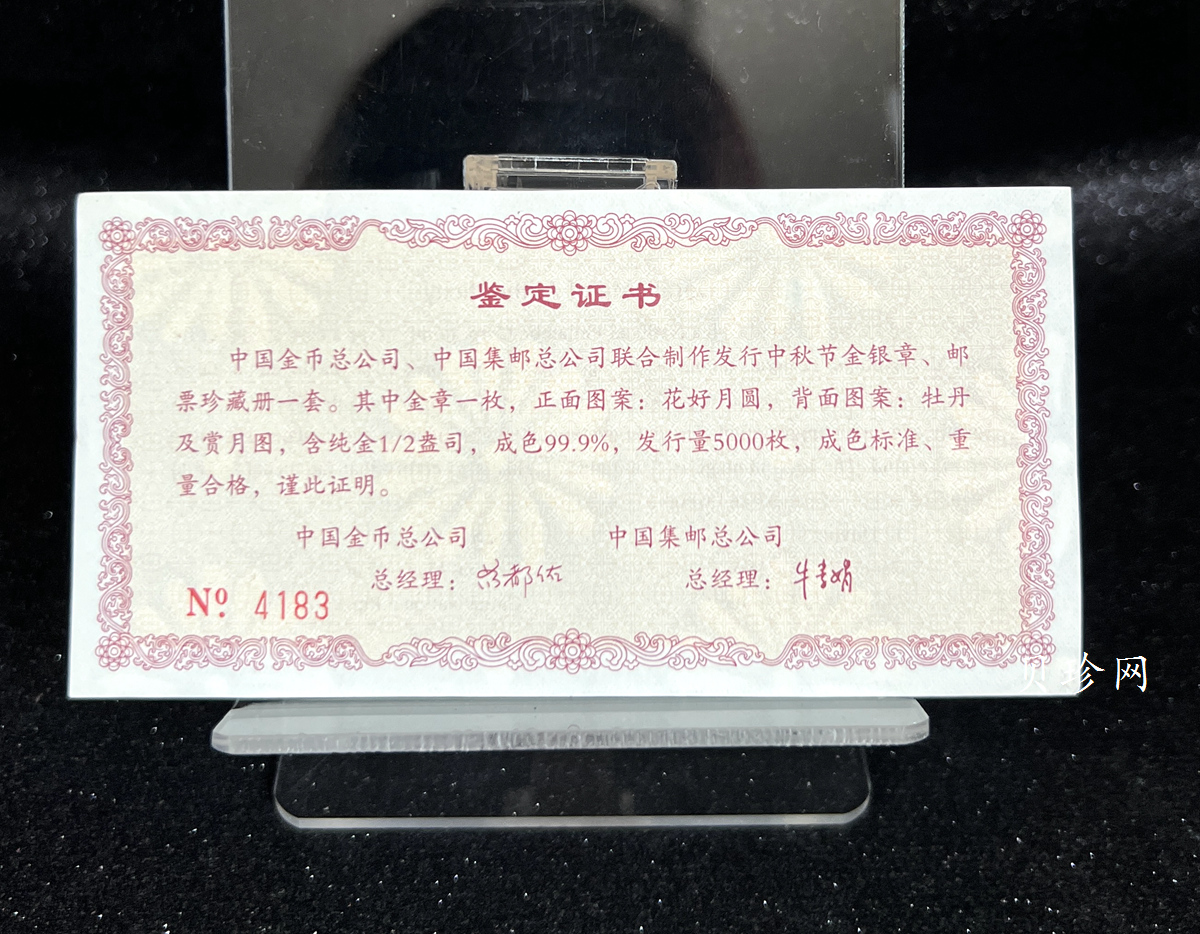 鉴定证书
中国金币总公司、中国集邮总公司联合制作发行中秋节金银章、邮
票珍藏册一套。其中金章一枚，正面图案：花好月圆，背面图案：牡丹
及赏月图，含纯金1/2盎司，成色99.9%，发行量5000枚，成色标准、重
量合格，谨此证明。
中国金币总公司 中国集邮总公司
总经理： 总经理：
Nº 4183
珍网